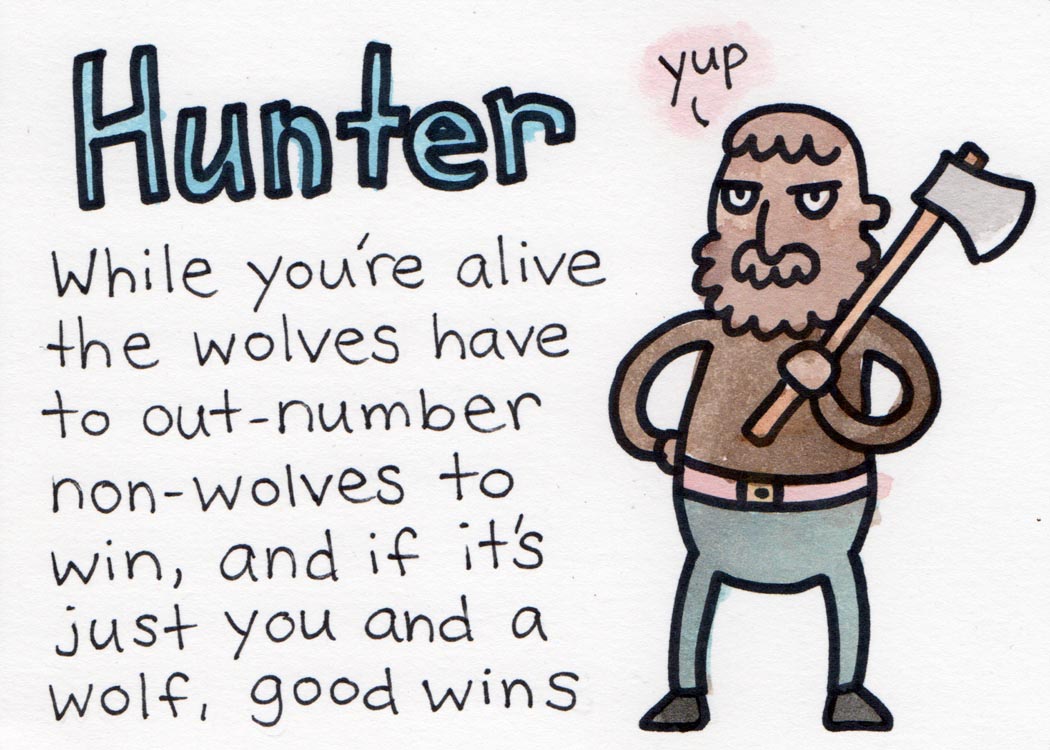 Hunter
yup
While you're alive
the wolves have
to out-number
non-wolves to
win, and if it's
just you and a
wolf, good wins